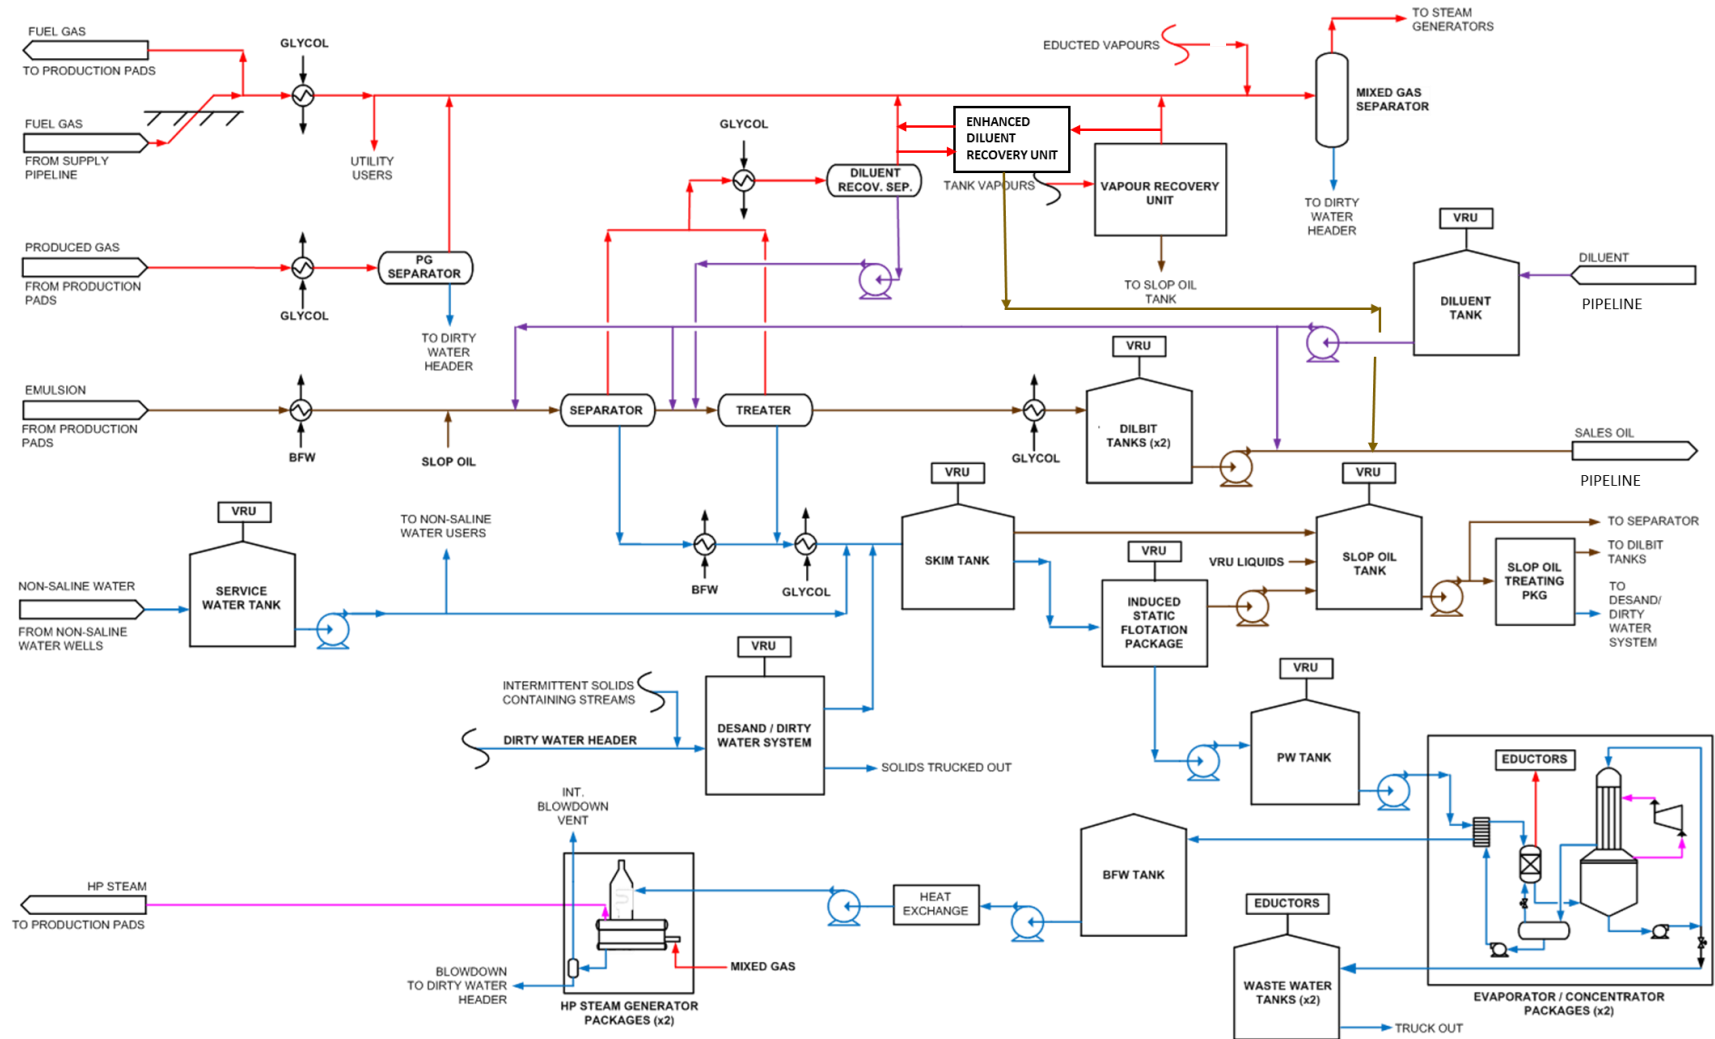 FUEL GAS
TO PRODUCTION PADS
GLYCOL
FUEL GAS
FROM SUPPLY
PIPELINE
UTILITY
USERS
EDUCTED VAPOURS
TO STEAM
GENERATORS
MIXED GAS
SEPARATOR
TO DIRTY
WATER
HEADER
GLYCOL
DILUENT
RECOV. SEP.
ENHANCED
DILUENT
RECOVERY UNIT
TANK VAPOURS
VAPOUR RECOVERY
UNIT
TO SLOP OIL
TANK
PRODUCED GAS
FROM PRODUCTION
PADS
GLYCOL
PG
SEPARATOR
TO DIRTY
WATER
HEADER
VRU
DILUENT
TANK
DILUENT
PIPELINE
EMULSION
FROM PRODUCTION
PADS
BFW
SLOP OIL
SEPARATOR
TREATER
GLYCOL
VRU
DILBIT
TANKS (x2)
SALES OIL
PIPELINE
VRU
SERVICE
WATER TANK
NON-SALINE WATER
FROM NON-SALINE
WATER WELLS
TO NON-SALINE
WATER USERS
BFW
GLYCOL
VRU
SKIM TANK
VRU
INDUCED
STATIC
FLOTATION
PACKAGE
VRU LIQUIDS
VRU
SLOP OIL
TANK
SLOP OIL
TREATING
PKG
TO SEPARATOR
TO DILBIT
TANKS
TO
DESAND/
DIRTY
WATER
SYSTEM
INTERMITTENT SOLIDS
CONTAINING STREAMS
DIRTY WATER HEADER
VRU
DESAND / DIRTY
WATER SYSTEM
SOLIDS TRUCKED OUT
VRU
PW TANK
EDUCTORS
EVAPORATOR / CONCENTRATOR
PACKAGES (x2)
INT.
BLOWDOWN
VENT
HP STEAM
TO PRODUCTION PADS
BLOWDOWN
TO DIRTY WATER
HEADER
MIXED GAS
HP STEAM GENERATOR
PACKAGES (x2)
HEAT
EXCHANGE
BFW TANK
EDUCTORS
WASTE WATER
TANKS (x2)
TRUCK OUT